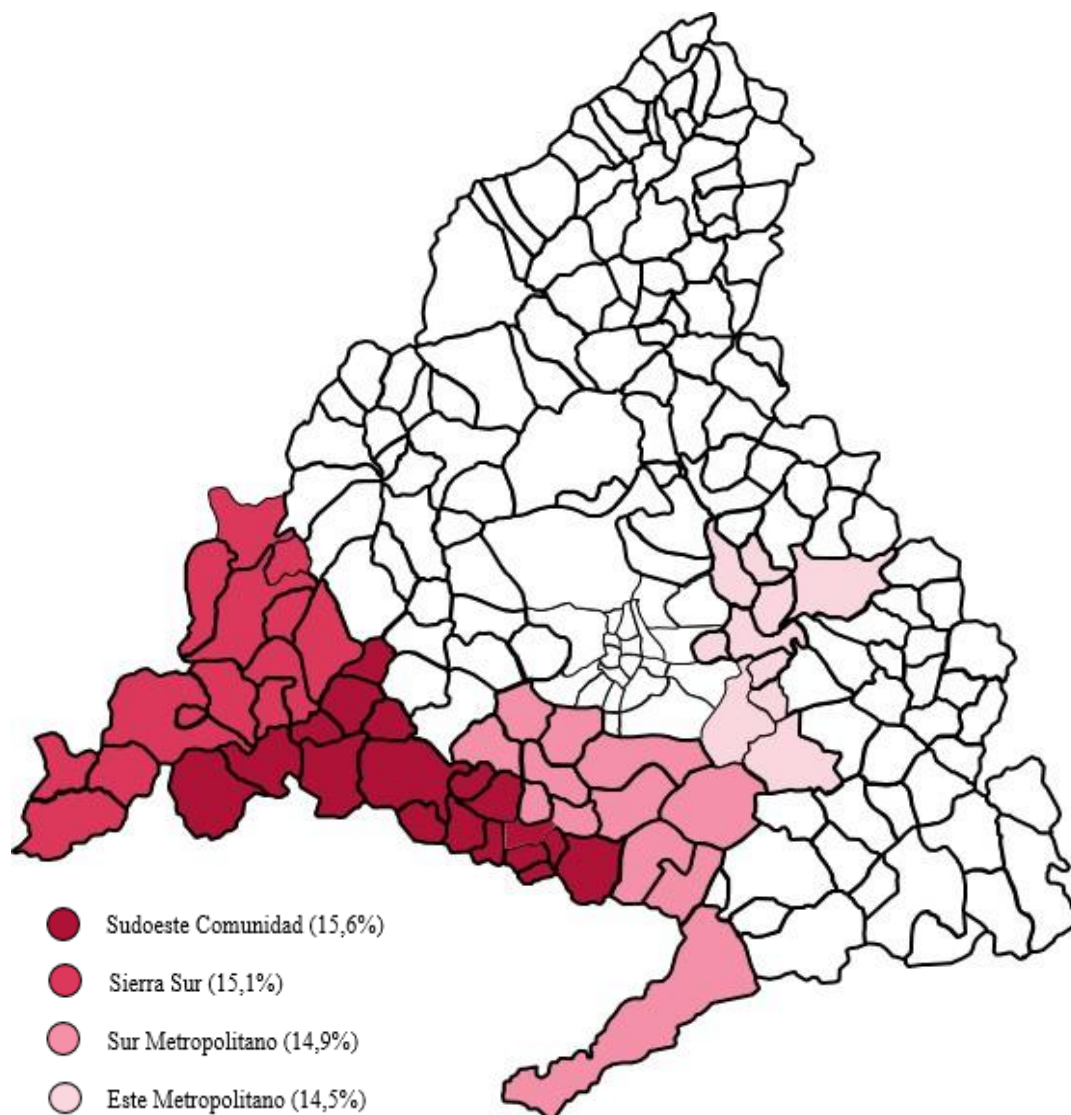 Sudoeste Comunidad (15,6%)
Sierra Sur (15,1%)
Sur Metropolitano (14,9%)
Este Metropolitano (14,5%)